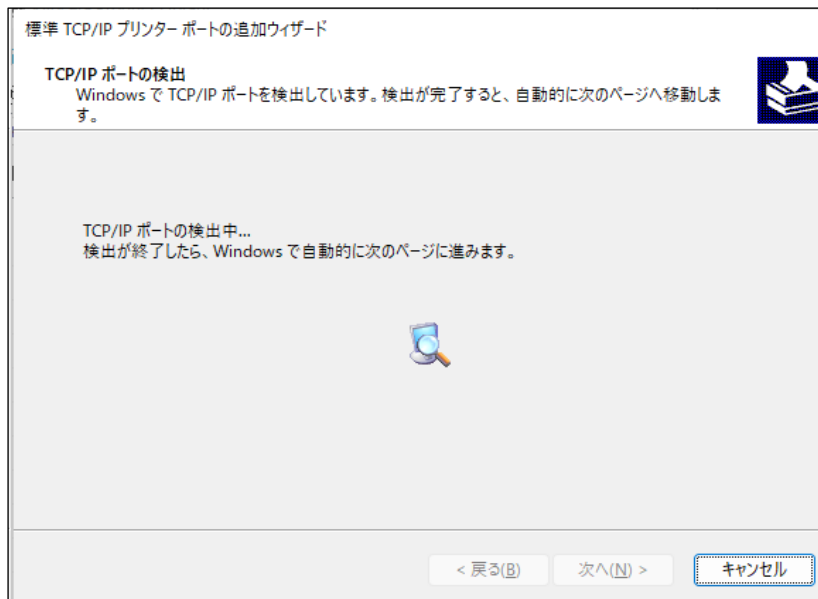 標準 TCP/IP プリンター ポートの追加ウィザード
TCP/IP ポートの検出
Windows で TCP/IP ポートを検出しています。検出が完了すると、自動的に次のページへ移動しま
す。
TCP/IP ポートの検出中...
検出が終了したら、Windows で自動的に次のページに進みます。
< 戻る(B)
次へ(N) >
キャンセル